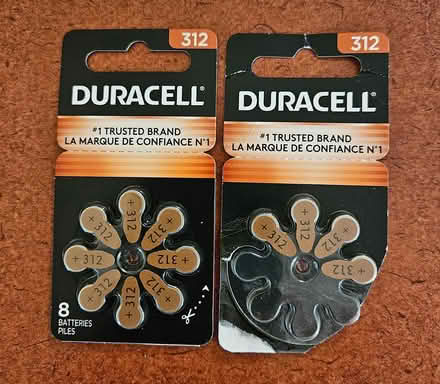 312
DURACELL®
#1 TRUSTED BRAND
LA MARQUE DE CONFIANCE N°1
+ 312
+ 312
+ 312
+ 312
+ 312
+ 312
+ 312
+ 312
8
BATTERIES
PILES
312
DURACELL®
#1 TRUSTED BRAND
LA MARQUE DE CONFIANCE N°1
+ 312
+ 312
+ 312
+ 312